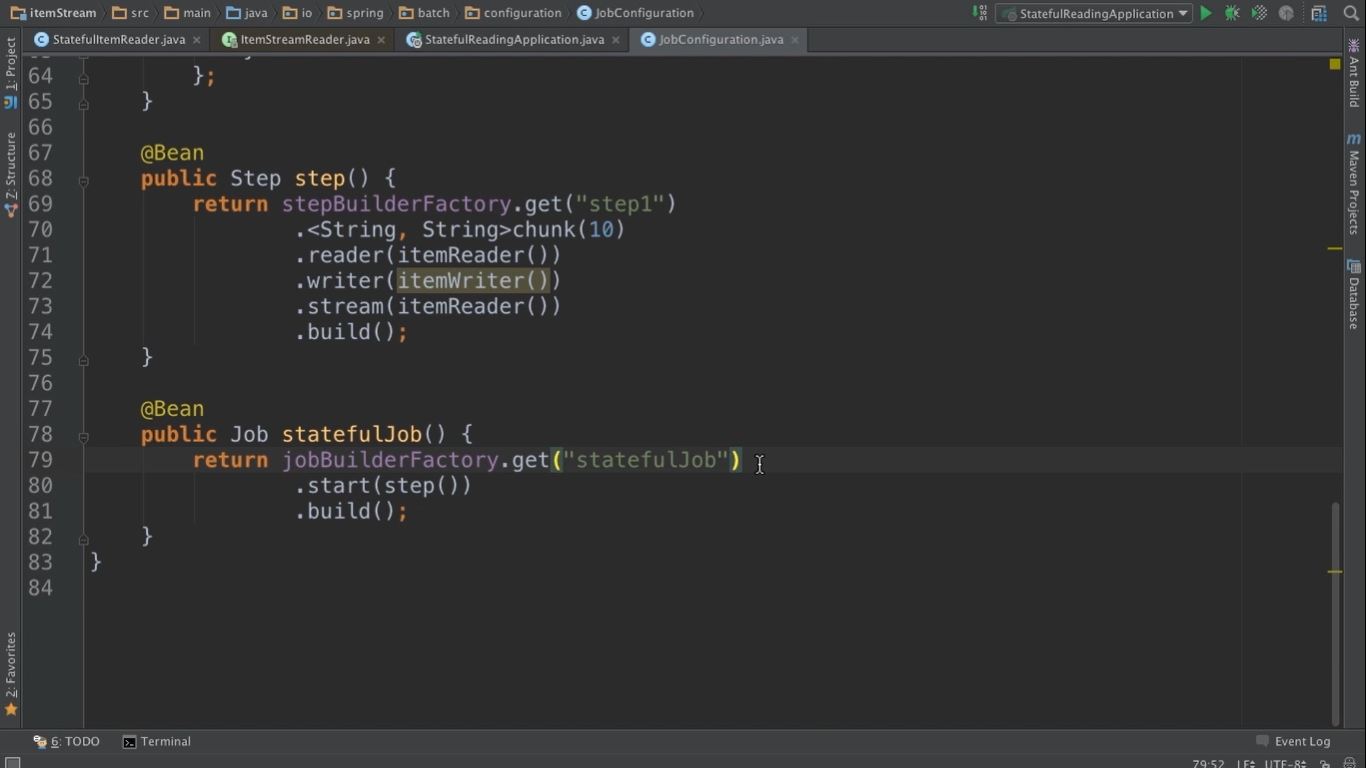 itemStream src main java io spring batch configuration JobConfiguration StatefulReadingApplication
StatefulItemReader.java ItemStreamReader.java StatefulReadingApplication.java JobConfiguration.java
1: Project
7: Structure
2: Favorites
64 };
65 }
66
67 @Bean
68 public Step step() {
69 return stepBuilderFactory.get("step1")
70 .<String, String>chunk(10)
71 .reader(itemReader())
72 .writer(itemWriter())
73 .stream(itemReader())
74 .build();
75 }
76
77 @Bean
78 public Job statefulJob() {
79 return jobBuilderFactory.get("statefulJob")
80 .start(step())
81 .build();
82 }
83 }
84
Ant Build
Maven Projects
Database
6: TODO Terminal Event Log
79:52 LF UTF-8